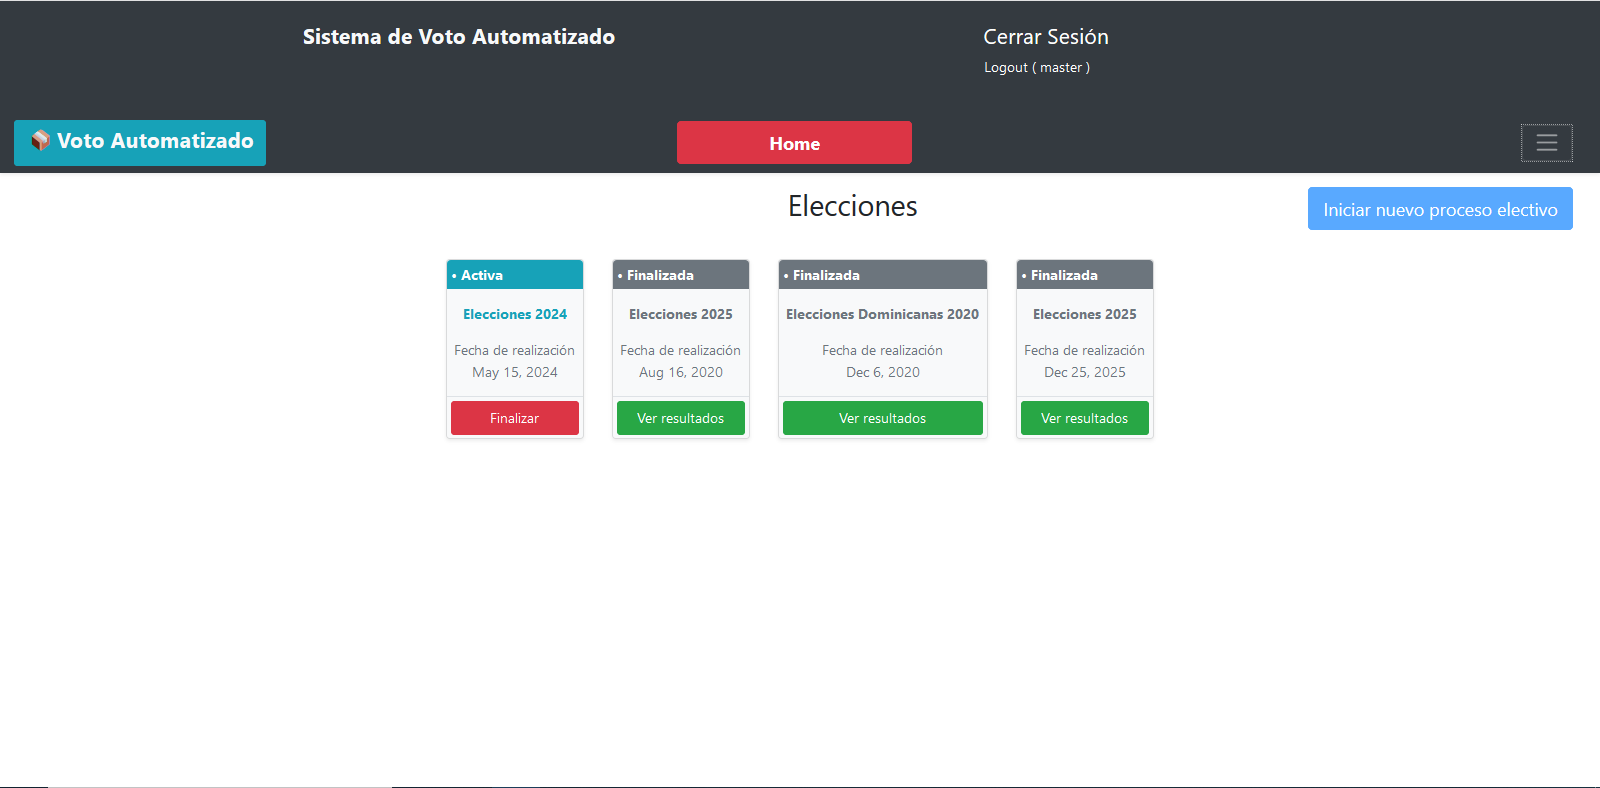 Sistema de Voto Automatizado
Cerrar Sesión
Logout ( master )
Voto Automatizado
Home
Elecciones
Iniciar nuevo proceso electivo
• Activa
Elecciones 2024
Fecha de realización
May 15, 2024
Finalizar
• Finalizada
Elecciones 2025
Fecha de realización
Aug 16, 2020
Ver resultados
• Finalizada
Elecciones Dominicanas 2020
Fecha de realización
Dec 6, 2020
Ver resultados
• Finalizada
Elecciones 2025
Fecha de realización
Dec 25, 2025
Ver resultados